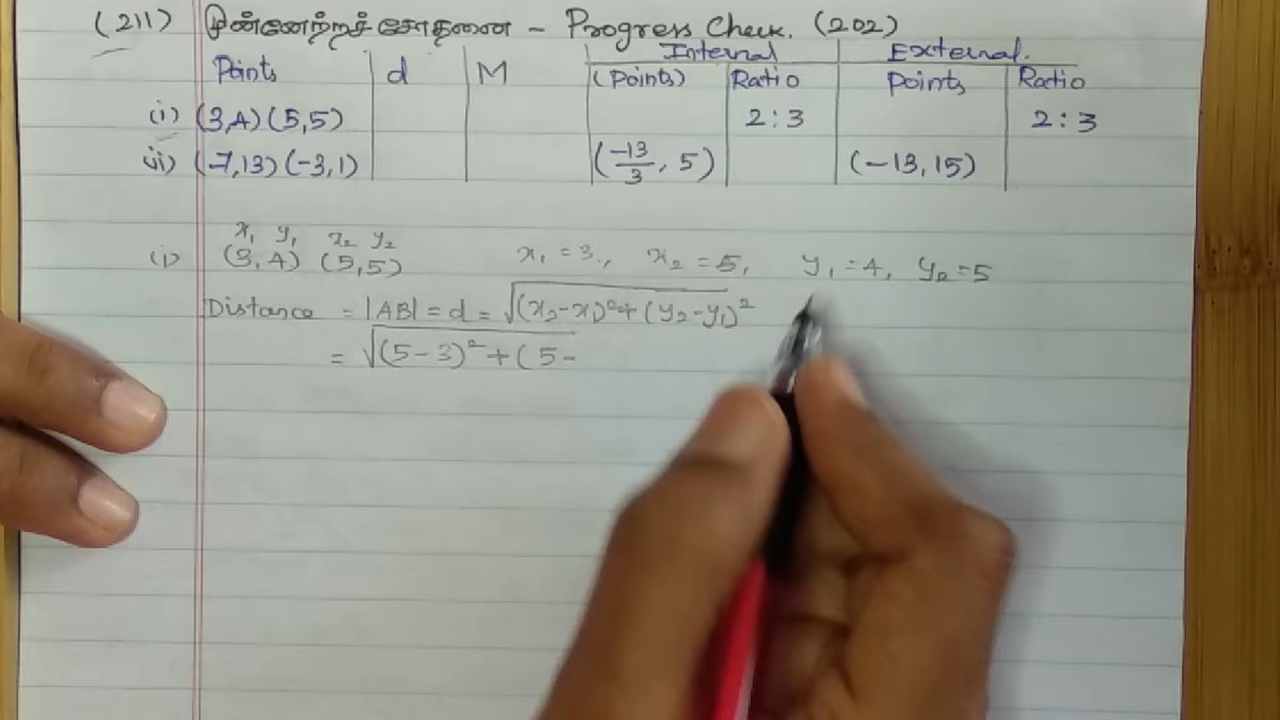 (211) முன்னேற்றச் சோதனை - Progress Check. (202)
Internal External.
Points d M (Points) Ratio Points Ratio
(i) (3,4) (5,5) 2:3 2:3
(ii) (-7,13) (-3,1) (-13/3, 5) (-13, 15)
x₁ y₁ x₂ y₂
(i) (3,4) (5,5) x₁ = 3, x₂ = 5, y₁ = 4, y₂ = 5
Distance = |AB| = d = √(x₂-x₁)²+(y₂-y₁)²
= √(5-3)²+(5-